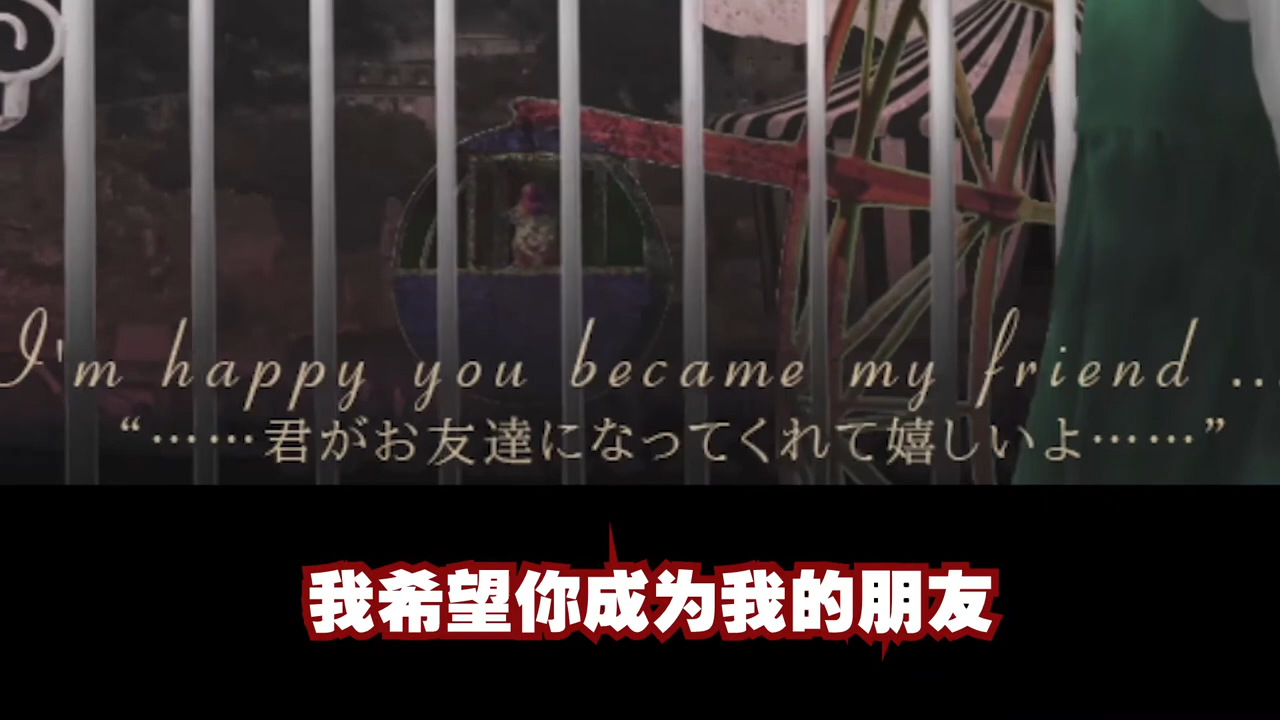 I'm happy you became my friend ..
“……君がお友達になってくれて嬉しいよ……”
我希望你成为我的朋友